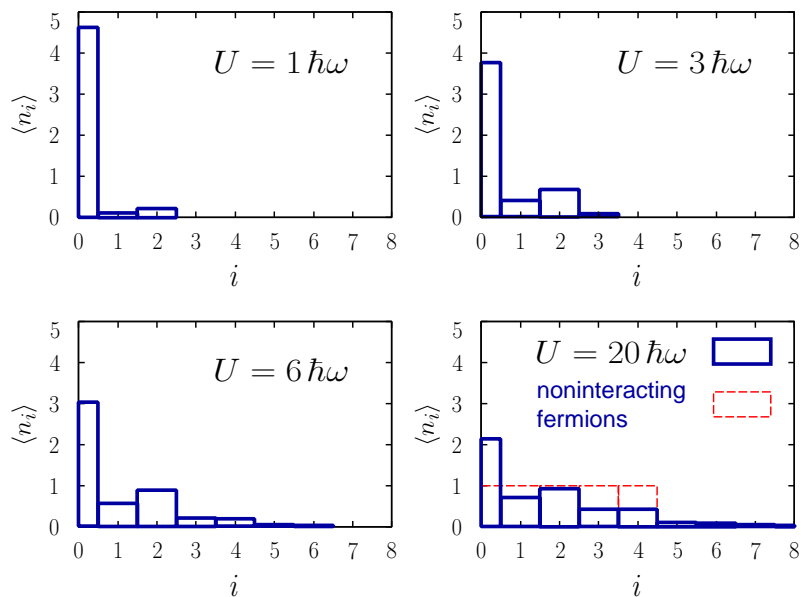 5
4
3
2
1
0
⟨n_i⟩
U = 1 ħω
0 1 2 3 4 5 6 7 8
i
5
4
3
2
1
0
⟨n_i⟩
U = 3 ħω
0 1 2 3 4 5 6 7 8
i
5
4
3
2
1
0
⟨n_i⟩
U = 6 ħω
0 1 2 3 4 5 6 7 8
i
5
4
3
2
1
0
⟨n_i⟩
U = 20 ħω
noninteracting
fermions
0 1 2 3 4 5 6 7 8
i